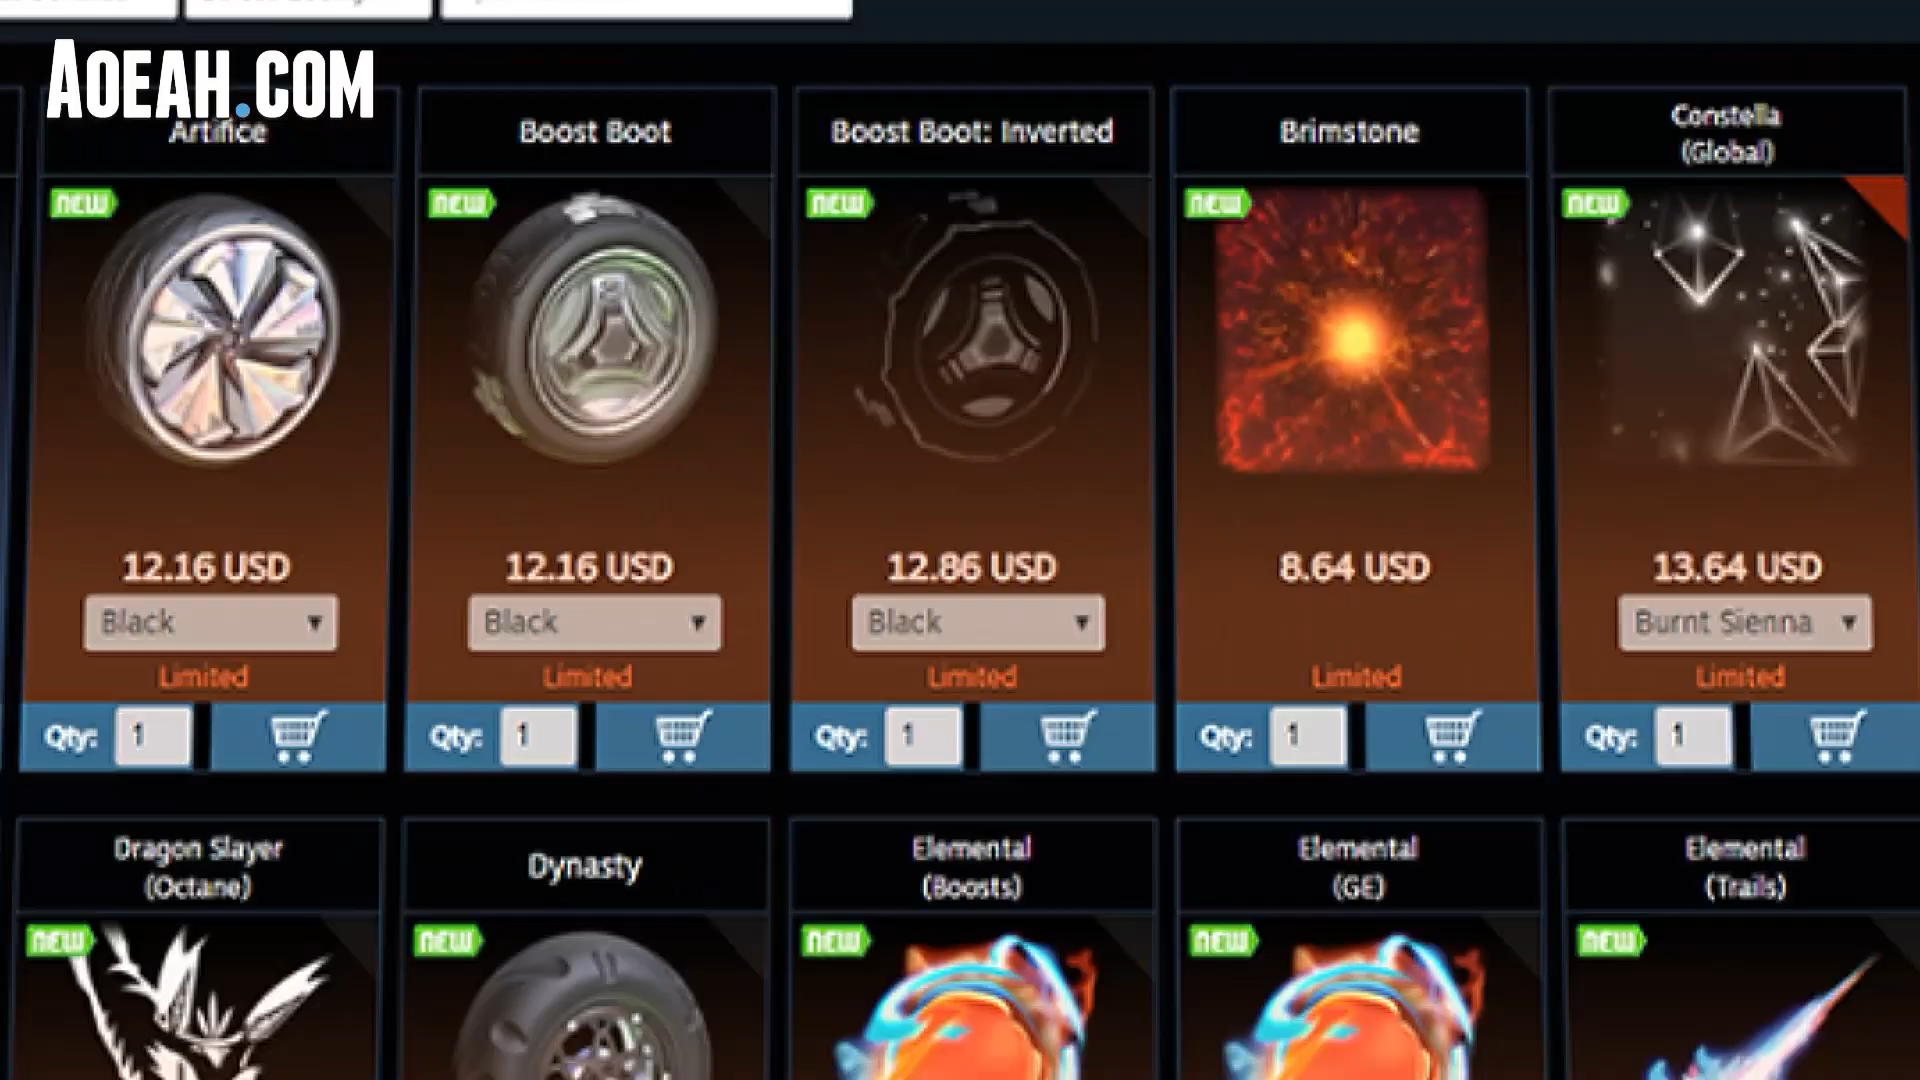 AOEAH.COM
Artifice
Boost Boot
Boost Boot: Inverted
Brimstone
Constella
(Global)
NEW
NEW
NEW
NEW
NEW
12.16 USD
12.16 USD
12.86 USD
8.64 USD
13.64 USD
Black
Black
Black
Burnt Sienna
Limited
Limited
Limited
Limited
Limited
Qty: 1
Qty: 1
Qty: 1
Qty: 1
Qty: 1
Dragon Slayer
(Octane)
Dynasty
Elemental
(Boosts)
Elemental
(GE)
Elemental
(Trails)
NEW
NEW
NEW
NEW
NEW